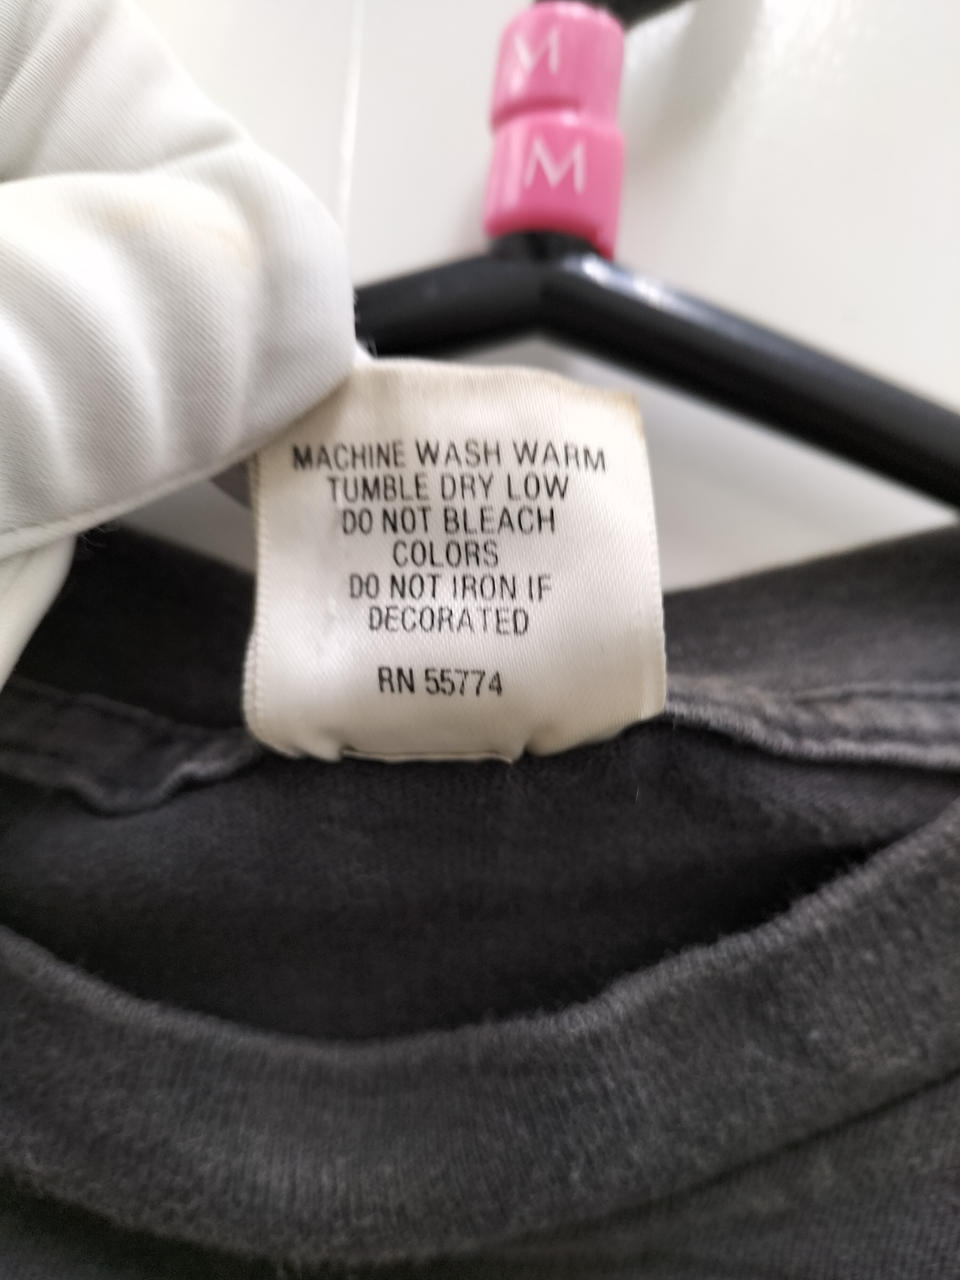 M
M
MACHINE WASH WARM
TUMBLE DRY LOW
DO NOT BLEACH
COLORS
DO NOT IRON IF
DECORATED
RN 55774